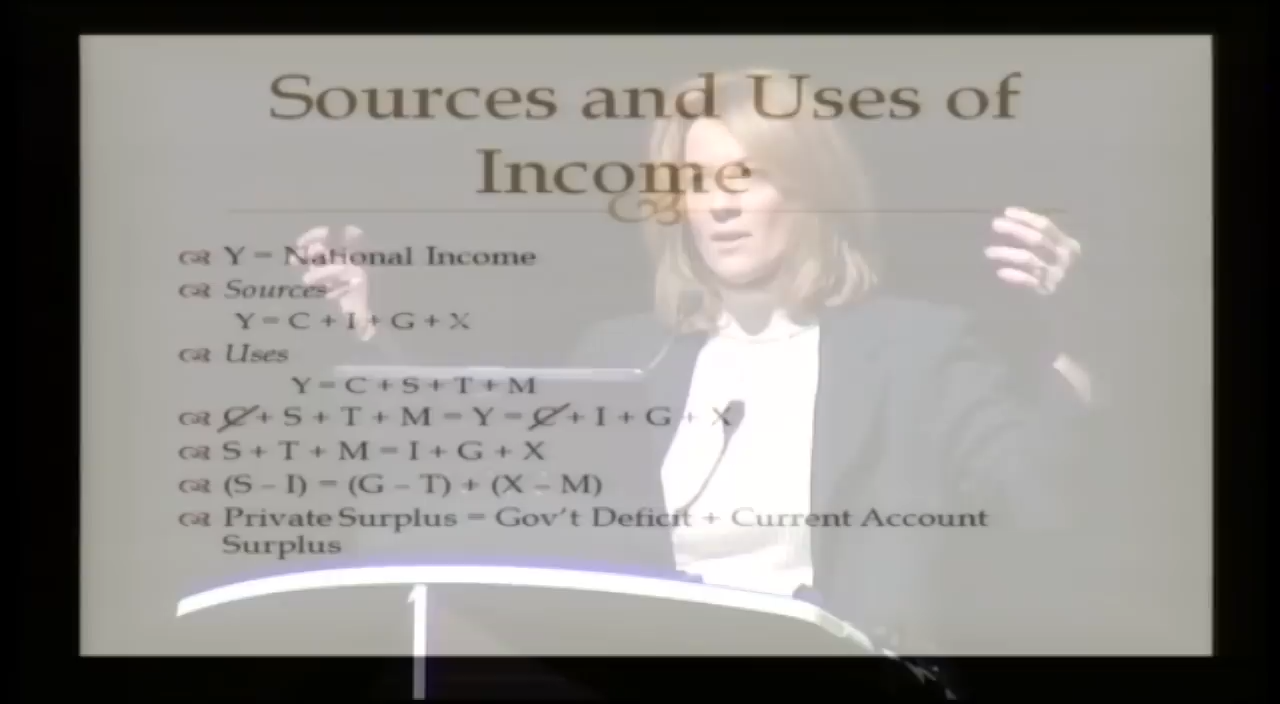 Sources and Uses of
Income
Y = National Income
Sources
Y = C + I + G + X
Uses
Y = C + S + T + M
C + S + T + M = Y = C + I + G + X
S + T + M = I + G + X
(S – I) = (G – T) + (X – M)
Private Surplus = Gov't Deficit + Current Account
Surplus